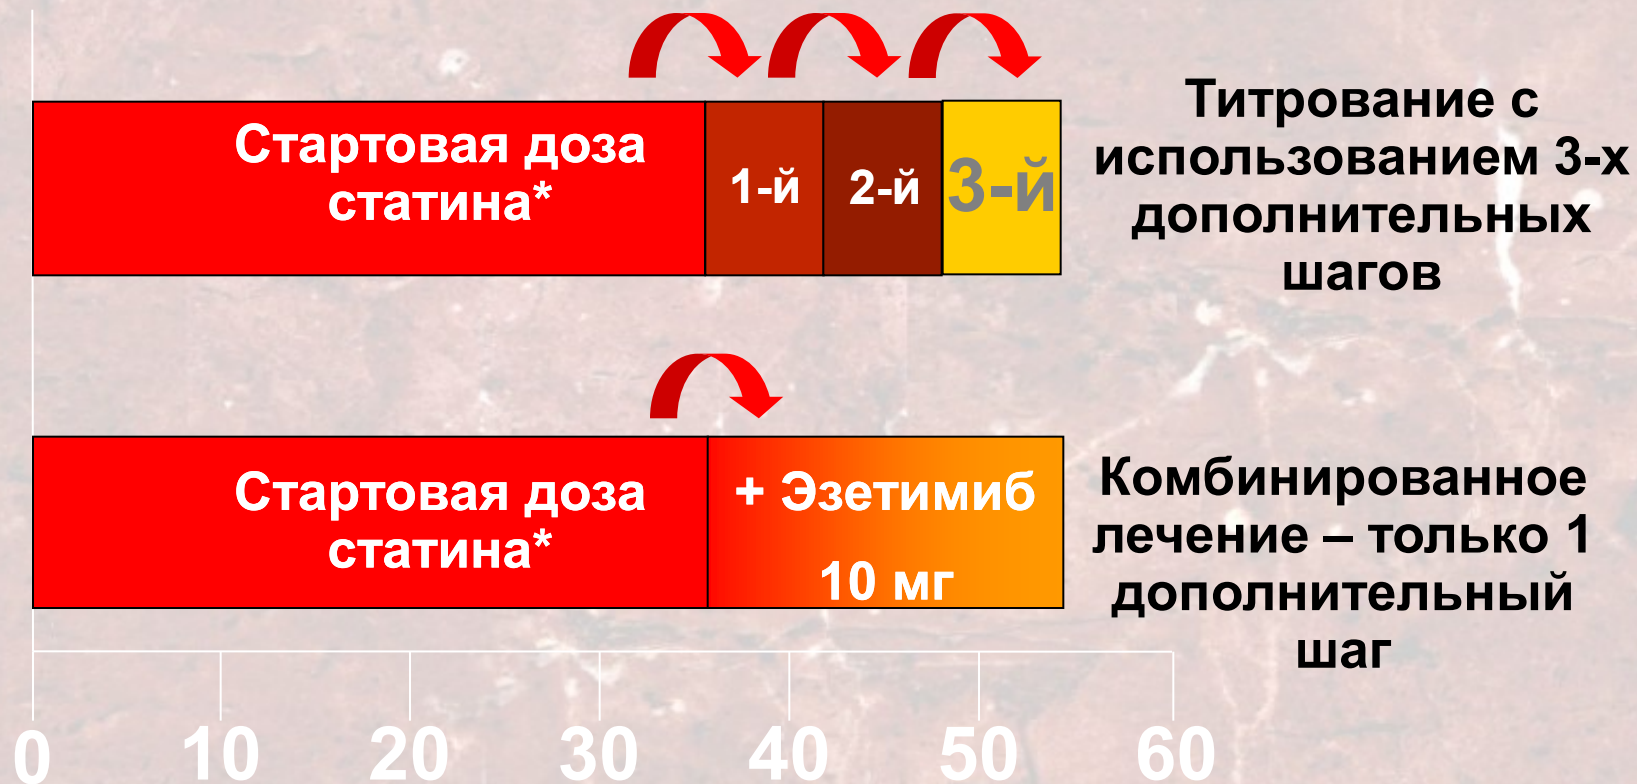 Стартовая доза
статина*
1-й
2-й
3-й
Титрование с
использованием 3-х
дополнительных
шагов
Стартовая доза
статина*
+ Эзетимиб
10 мг
Комбинированное
лечение – только 1
дополнительный
шаг
0 10 20 30 40 50 60